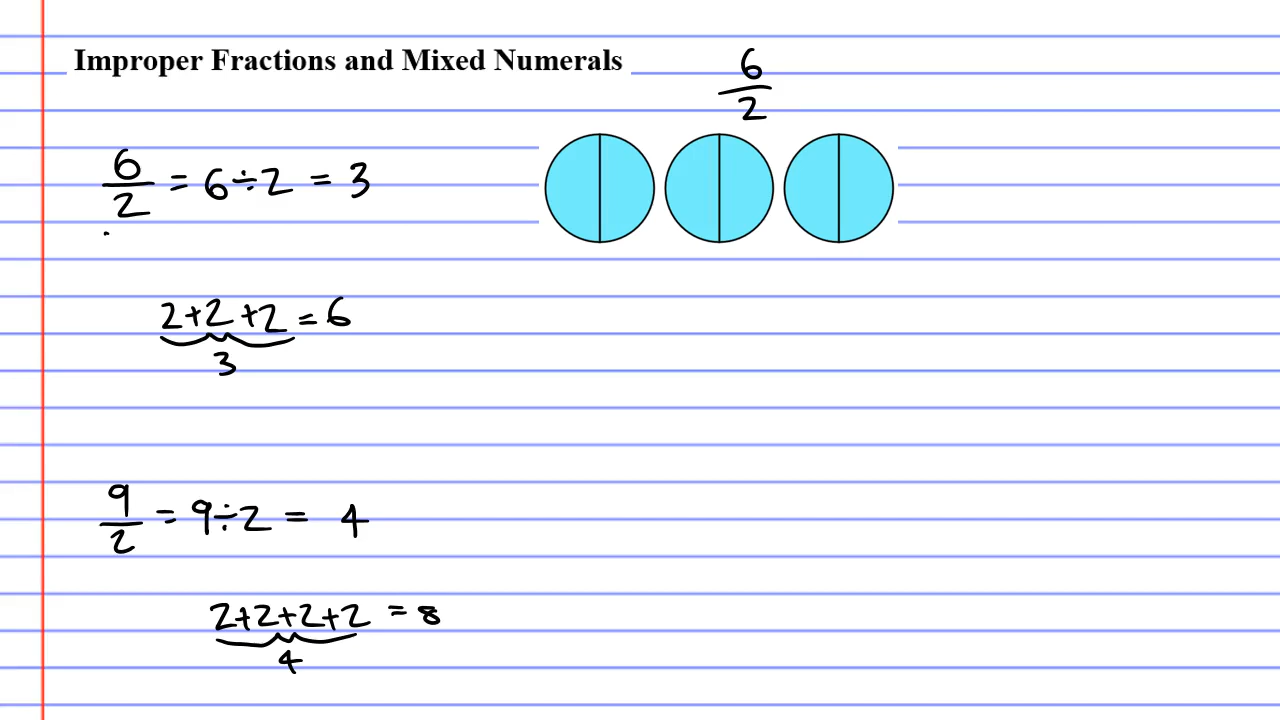 Improper Fractions and Mixed Numerals
6/2
6/2 = 6÷2 = 3
2+2+2 = 6
3
9/2 = 9÷2 = 4
2+2+2+2 = 8
4